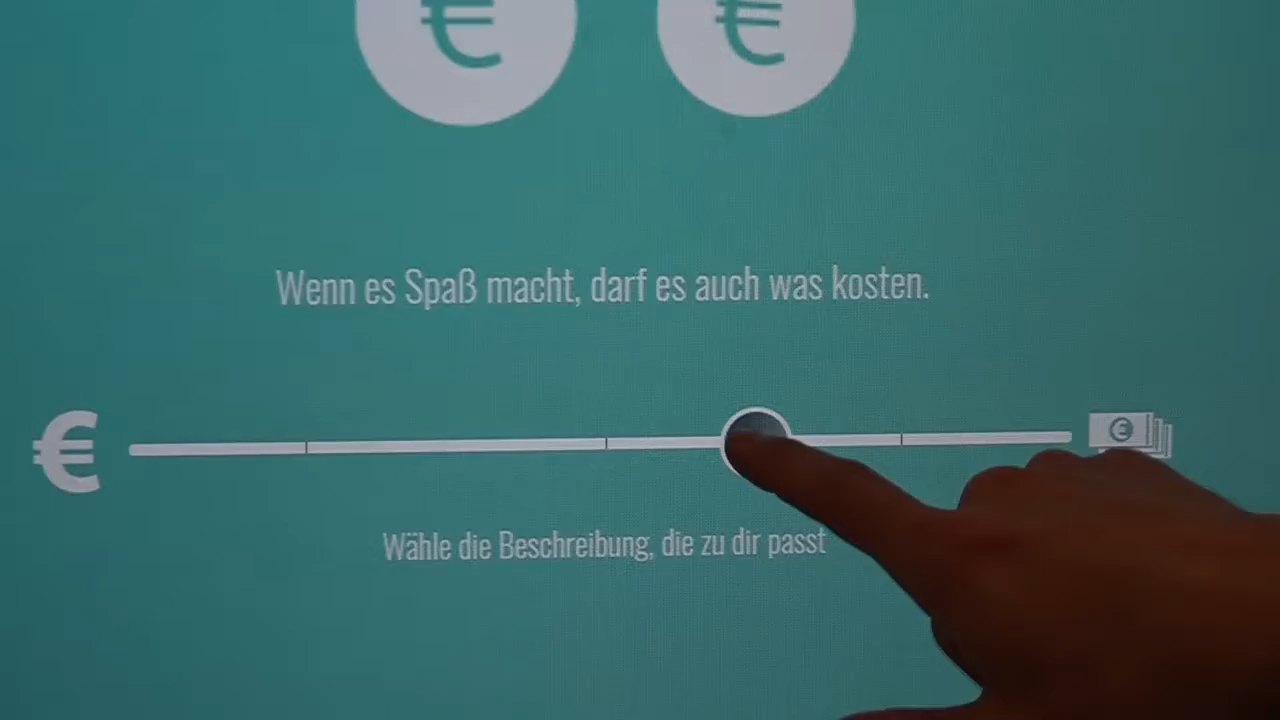 € €
Wenn es Spaß macht, darf es auch was kosten.
€
€
Wähle die Beschreibung, die zu dir passt